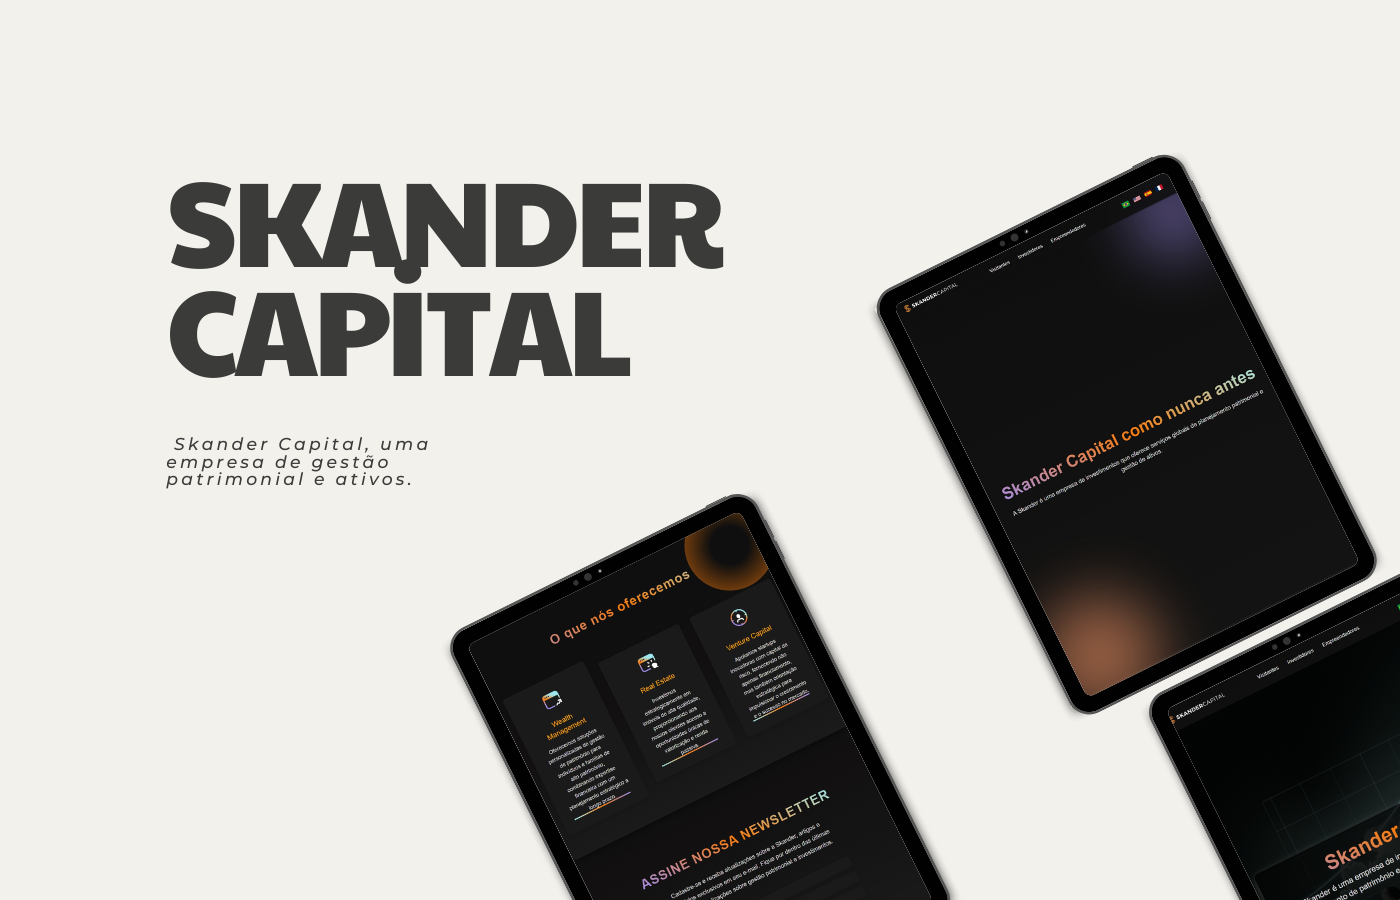 SKANDER
CAPİTAL
Skander Capital, uma
empresa de gestão
patrimonial e ativos.
SKANDERCAPITAL
Visitantes Investidores Empreendedores
Skander Capital como nunca antes
A Skander é uma empresa de investimentos que oferece serviços globais de planejamento patrimonial e
gestão de ativos.
O que nós oferecemos
Wealth
Management
Oferecemos soluções
personalizadas de gestão
de patrimônio para
indivíduos e famílias de
alto patrimônio,
combinando expertise
financeira com um
planejamento estratégico a
longo prazo.
Real Estate
Investimos
estrategicamente em
imóveis de alta qualidade,
proporcionando aos
nossos clientes acesso a
oportunidades únicas de
valorização e renda
passiva.
Venture Capital
Apoiamos startups
inovadoras com capital de
risco, fornecendo não
apenas financiamento,
mas também orientação
estratégica para
impulsionar o crescimento
e o sucesso no mercado.
ASSINE NOSSA NEWSLETTER
Cadastre-se e receba atualizações sobre a Skander, artigos e
exclusivos em seu e-mail. Fique por dentro das últimas
sobre gestão patrimonial e investimentos.
SKANDERCAPITAL
Visitantes Investidores Empreendedores
Skander
Skander é uma empresa de
de patrimônio e